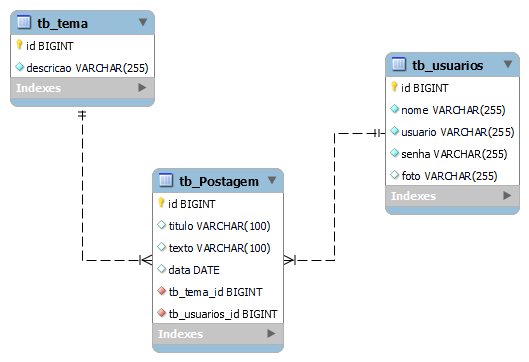 tb_tema
id BIGINT
descricao VARCHAR(255)
Indexes
tb_usuarios
id BIGINT
nome VARCHAR(255)
usuario VARCHAR(255)
senha VARCHAR(255)
foto VARCHAR(255)
Indexes
tb_Postagem
id BIGINT
titulo VARCHAR(100)
texto VARCHAR(100)
data DATE
tb_tema_id BIGINT
tb_usuarios_id BIGINT
Indexes